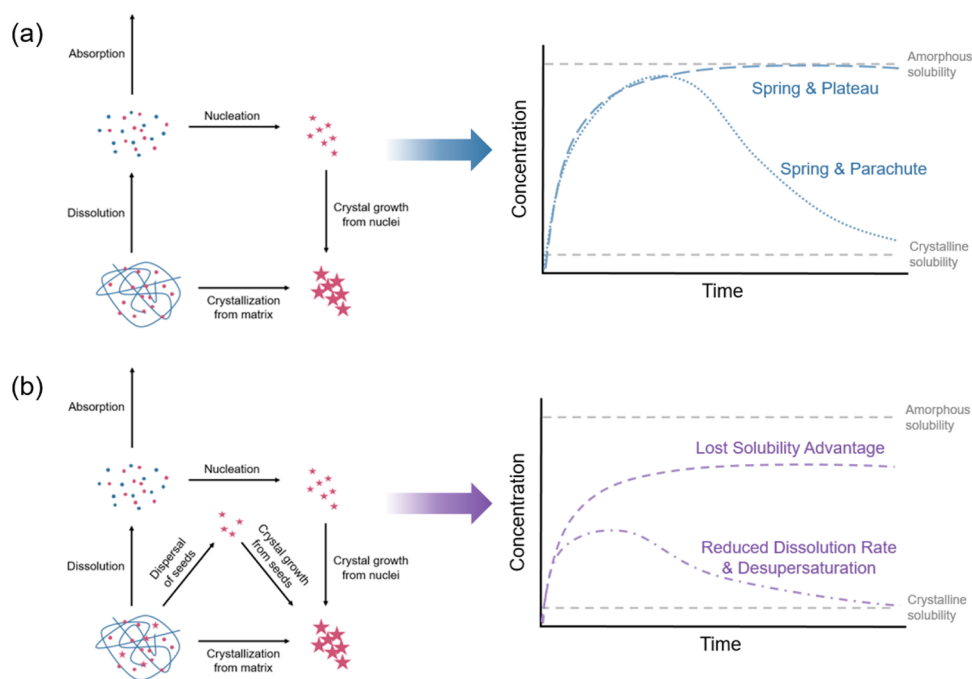 (a)
Absorption
Nucleation
Dissolution
Crystal growth
from nuclei
Crystallization
from matrix
Concentration
Amorphous
solubility
Spring & Plateau
Spring & Parachute
Crystalline
solubility
Time
(b)
Absorption
Nucleation
Dissolution
Dispersal
of seeds
Crystal growth
from seeds
Crystal growth
from nuclei
Crystallization
from matrix
Concentration
Amorphous
solubility
Lost Solubility Advantage
Reduced Dissolution Rate
& Desupersaturation
Crystalline
solubility
Time